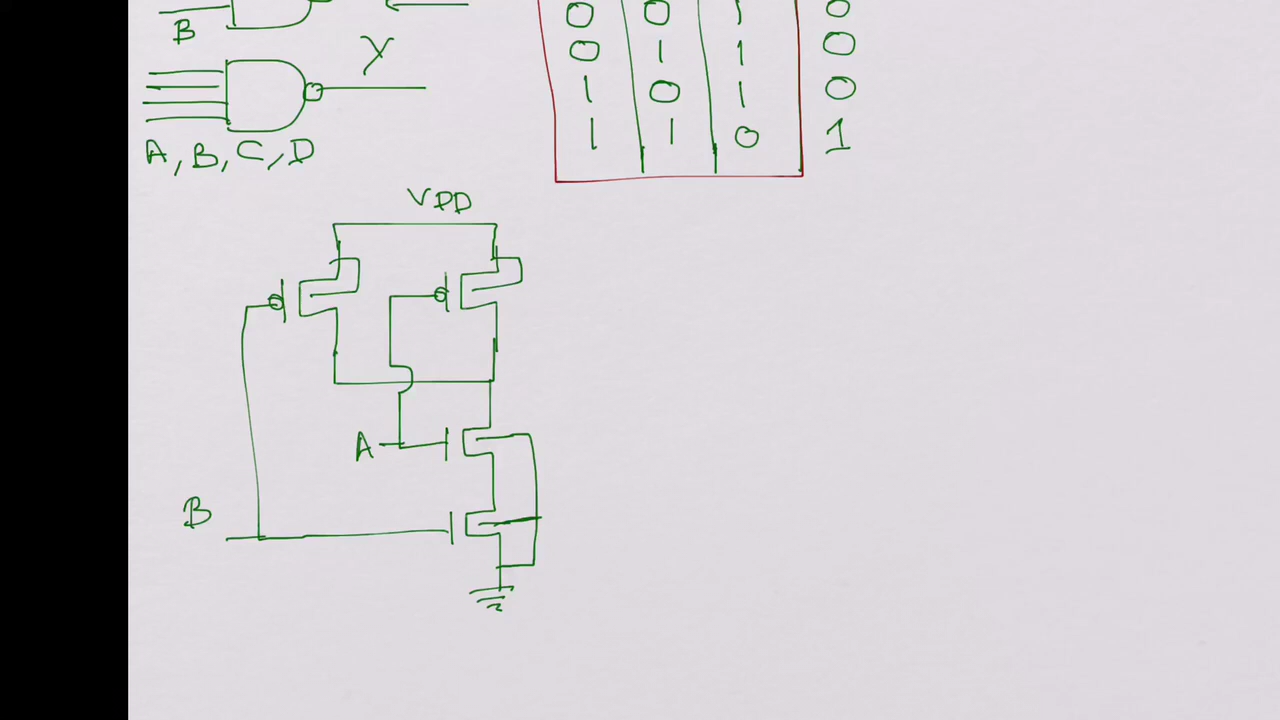 B
Y
A, B, C, D
0 0 1 0
0 1 1 0
1 0 1 0
1 1 0 1
VDD
A
B